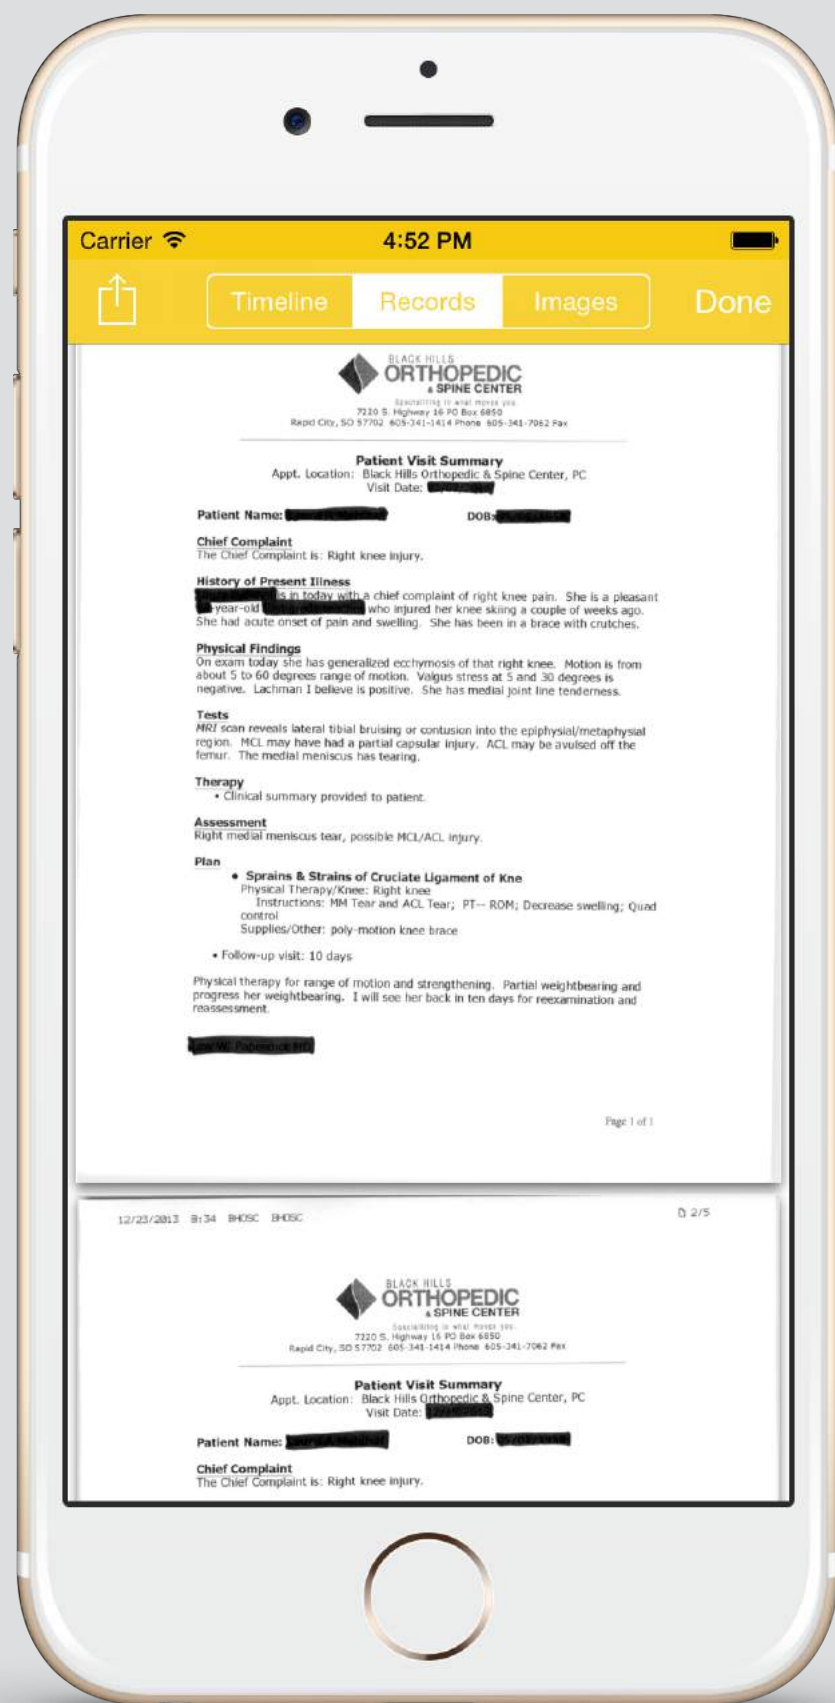 Carrier 4:52 PM
Timeline Records Images Done
BLACK HILLS
ORTHOPEDIC
& SPINE CENTER
Specializing in what moves you
7220 S. Highway 16 PO Box 6850
Rapid City, SD 57702 605-341-1414 Phone 605-341-7062 Fax
Patient Visit Summary
Appt. Location: Black Hills Orthopedic & Spine Center, PC
Visit Date:
Patient Name: DOB:
Chief Complaint
The Chief Complaint is: Right knee injury.
History of Present Illness
is in today with a chief complaint of right knee pain. She is a pleasant
-year-old who injured her knee skiing a couple of weeks ago.
She had acute onset of pain and swelling. She has been in a brace with crutches.
Physical Findings
On exam today she has generalized ecchymosis of that right knee. Motion is from
about 5 to 60 degrees range of motion. Valgus stress at 5 and 30 degrees is
negative. Lachman I believe is positive. She has medial joint line tenderness.
Tests
MRI scan reveals lateral tibial bruising or contusion into the epiphysial/metaphysial
region. MCL may have had a partial capsular injury. ACL may be avulsed off the
femur. The medial meniscus has tearing.
Therapy
• Clinical summary provided to patient.
Assessment
Right medial meniscus tear, possible MCL/ACL injury.
Plan
• Sprains & Strains of Cruciate Ligament of Kne
Physical Therapy/Knee: Right knee
Instructions: MM Tear and ACL Tear; PT-- ROM; Decrease swelling; Quad
control
Supplies/Other: poly-motion knee brace
• Follow-up visit: 10 days
Physical therapy for range of motion and strengthening. Partial weightbearing and
progress her weightbearing. I will see her back in ten days for reexamination and
reassessment.
Page 1 of 1
12/23/2013 8:34 BHOSC BHOSC 2/5
BLACK HILLS
ORTHOPEDIC
& SPINE CENTER
Specializing in what moves you
7220 S. Highway 16 PO Box 6850
Rapid City, SD 57702 605-341-1414 Phone 605-341-7062 Fax
Patient Visit Summary
Appt. Location: Black Hills Orthopedic & Spine Center, PC
Visit Date:
Patient Name: DOB:
Chief Complaint
The Chief Complaint is: Right knee injury.